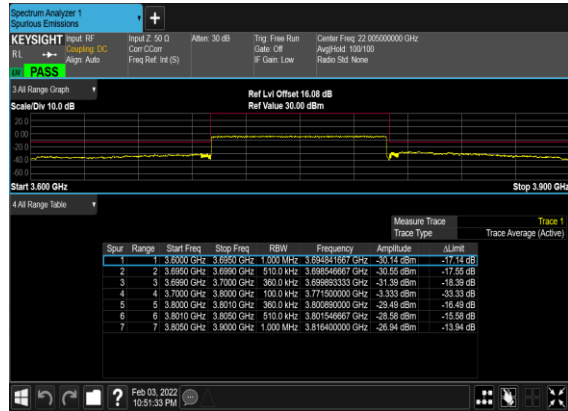 Spectrum Analyzer 1
Spurious Emissions
KEYSIGHT Input: RF Input Z: 50 Ω Atten: 30 dB Trig: Free Run Center Freq: 22.005000000 GHz
RL Coupling: DC Corr CCorr Gate: Off Avg|Hold: 100/100
Align: Auto Freq Ref: Int (S) IF Gain: Low Radio Std: None
PASS
3 All Range Graph
Ref Lvl Offset 16.08 dB
Scale/Div 10.0 dB Ref Value 30.00 dBm
20.0
0.00
-20.0
-40.0
-60.0
Start 3.600 GHz Stop 3.900 GHz
4 All Range Table
Measure Trace Trace 1
Trace Type Trace Average (Active)
Spur Range Start Freq Stop Freq RBW Frequency Amplitude ΔLimit
1 1 3.6000 GHz 3.6950 GHz 1.000 MHz 3.694841667 GHz -30.14 dBm -17.14 dB
2 2 3.6950 GHz 3.6990 GHz 510.0 kHz 3.698546667 GHz -30.55 dBm -17.55 dB
3 3 3.6990 GHz 3.7000 GHz 360.0 kHz 3.699893333 GHz -31.39 dBm -18.39 dB
4 4 3.7000 GHz 3.8000 GHz 100.0 kHz 3.771500000 GHz -3.333 dBm -33.33 dB
5 5 3.8000 GHz 3.8010 GHz 360.0 kHz 3.800890000 GHz -29.49 dBm -16.49 dB
6 6 3.8010 GHz 3.8050 GHz 510.0 kHz 3.801546667 GHz -28.58 dBm -15.58 dB
7 7 3.8050 GHz 3.9000 GHz 1.000 MHz 3.816400000 GHz -26.94 dBm -13.94 dB
Feb 03, 2022
10:51:33 PM